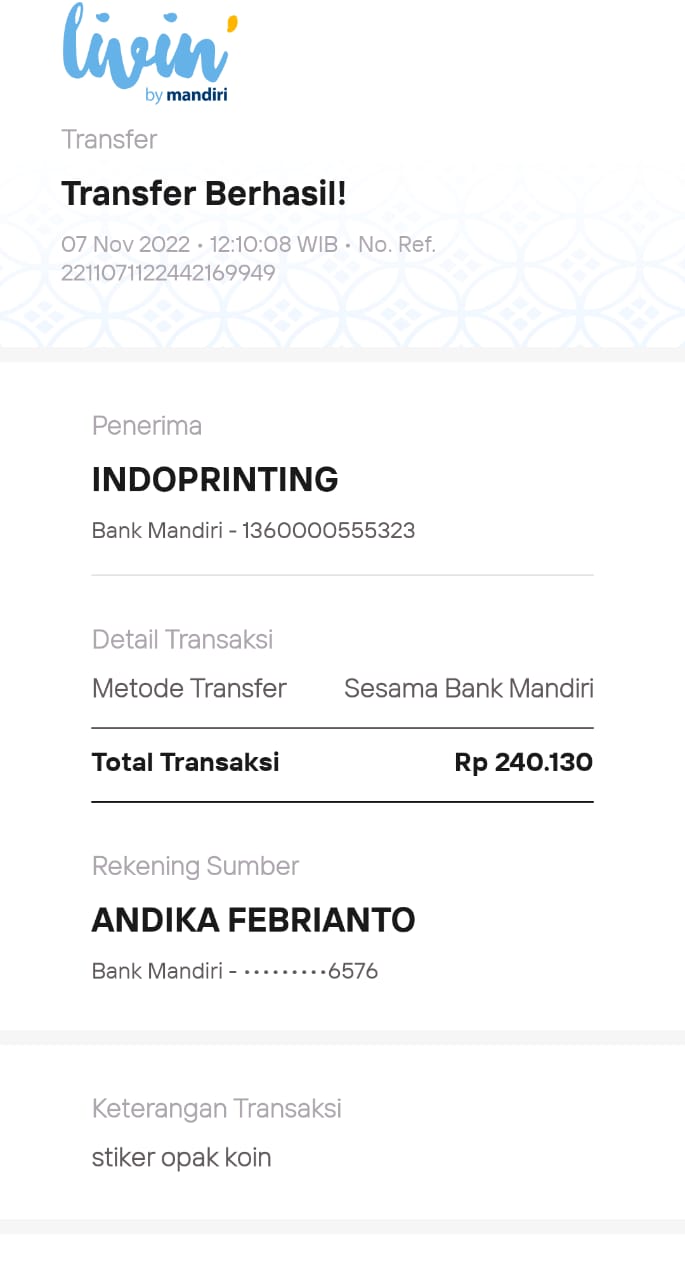 livin'
by mandiri
Transfer
Transfer Berhasil!
07 Nov 2022 • 12:10:08 WIB • No. Ref.
2211071122442169949
Penerima
INDOPRINTING
Bank Mandiri - 1360000555323
Detail Transaksi
Metode Transfer Sesama Bank Mandiri
Total Transaksi Rp 240.130
Rekening Sumber
ANDIKA FEBRIANTO
Bank Mandiri - •••••••••6576
Keterangan Transaksi
stiker opak koin